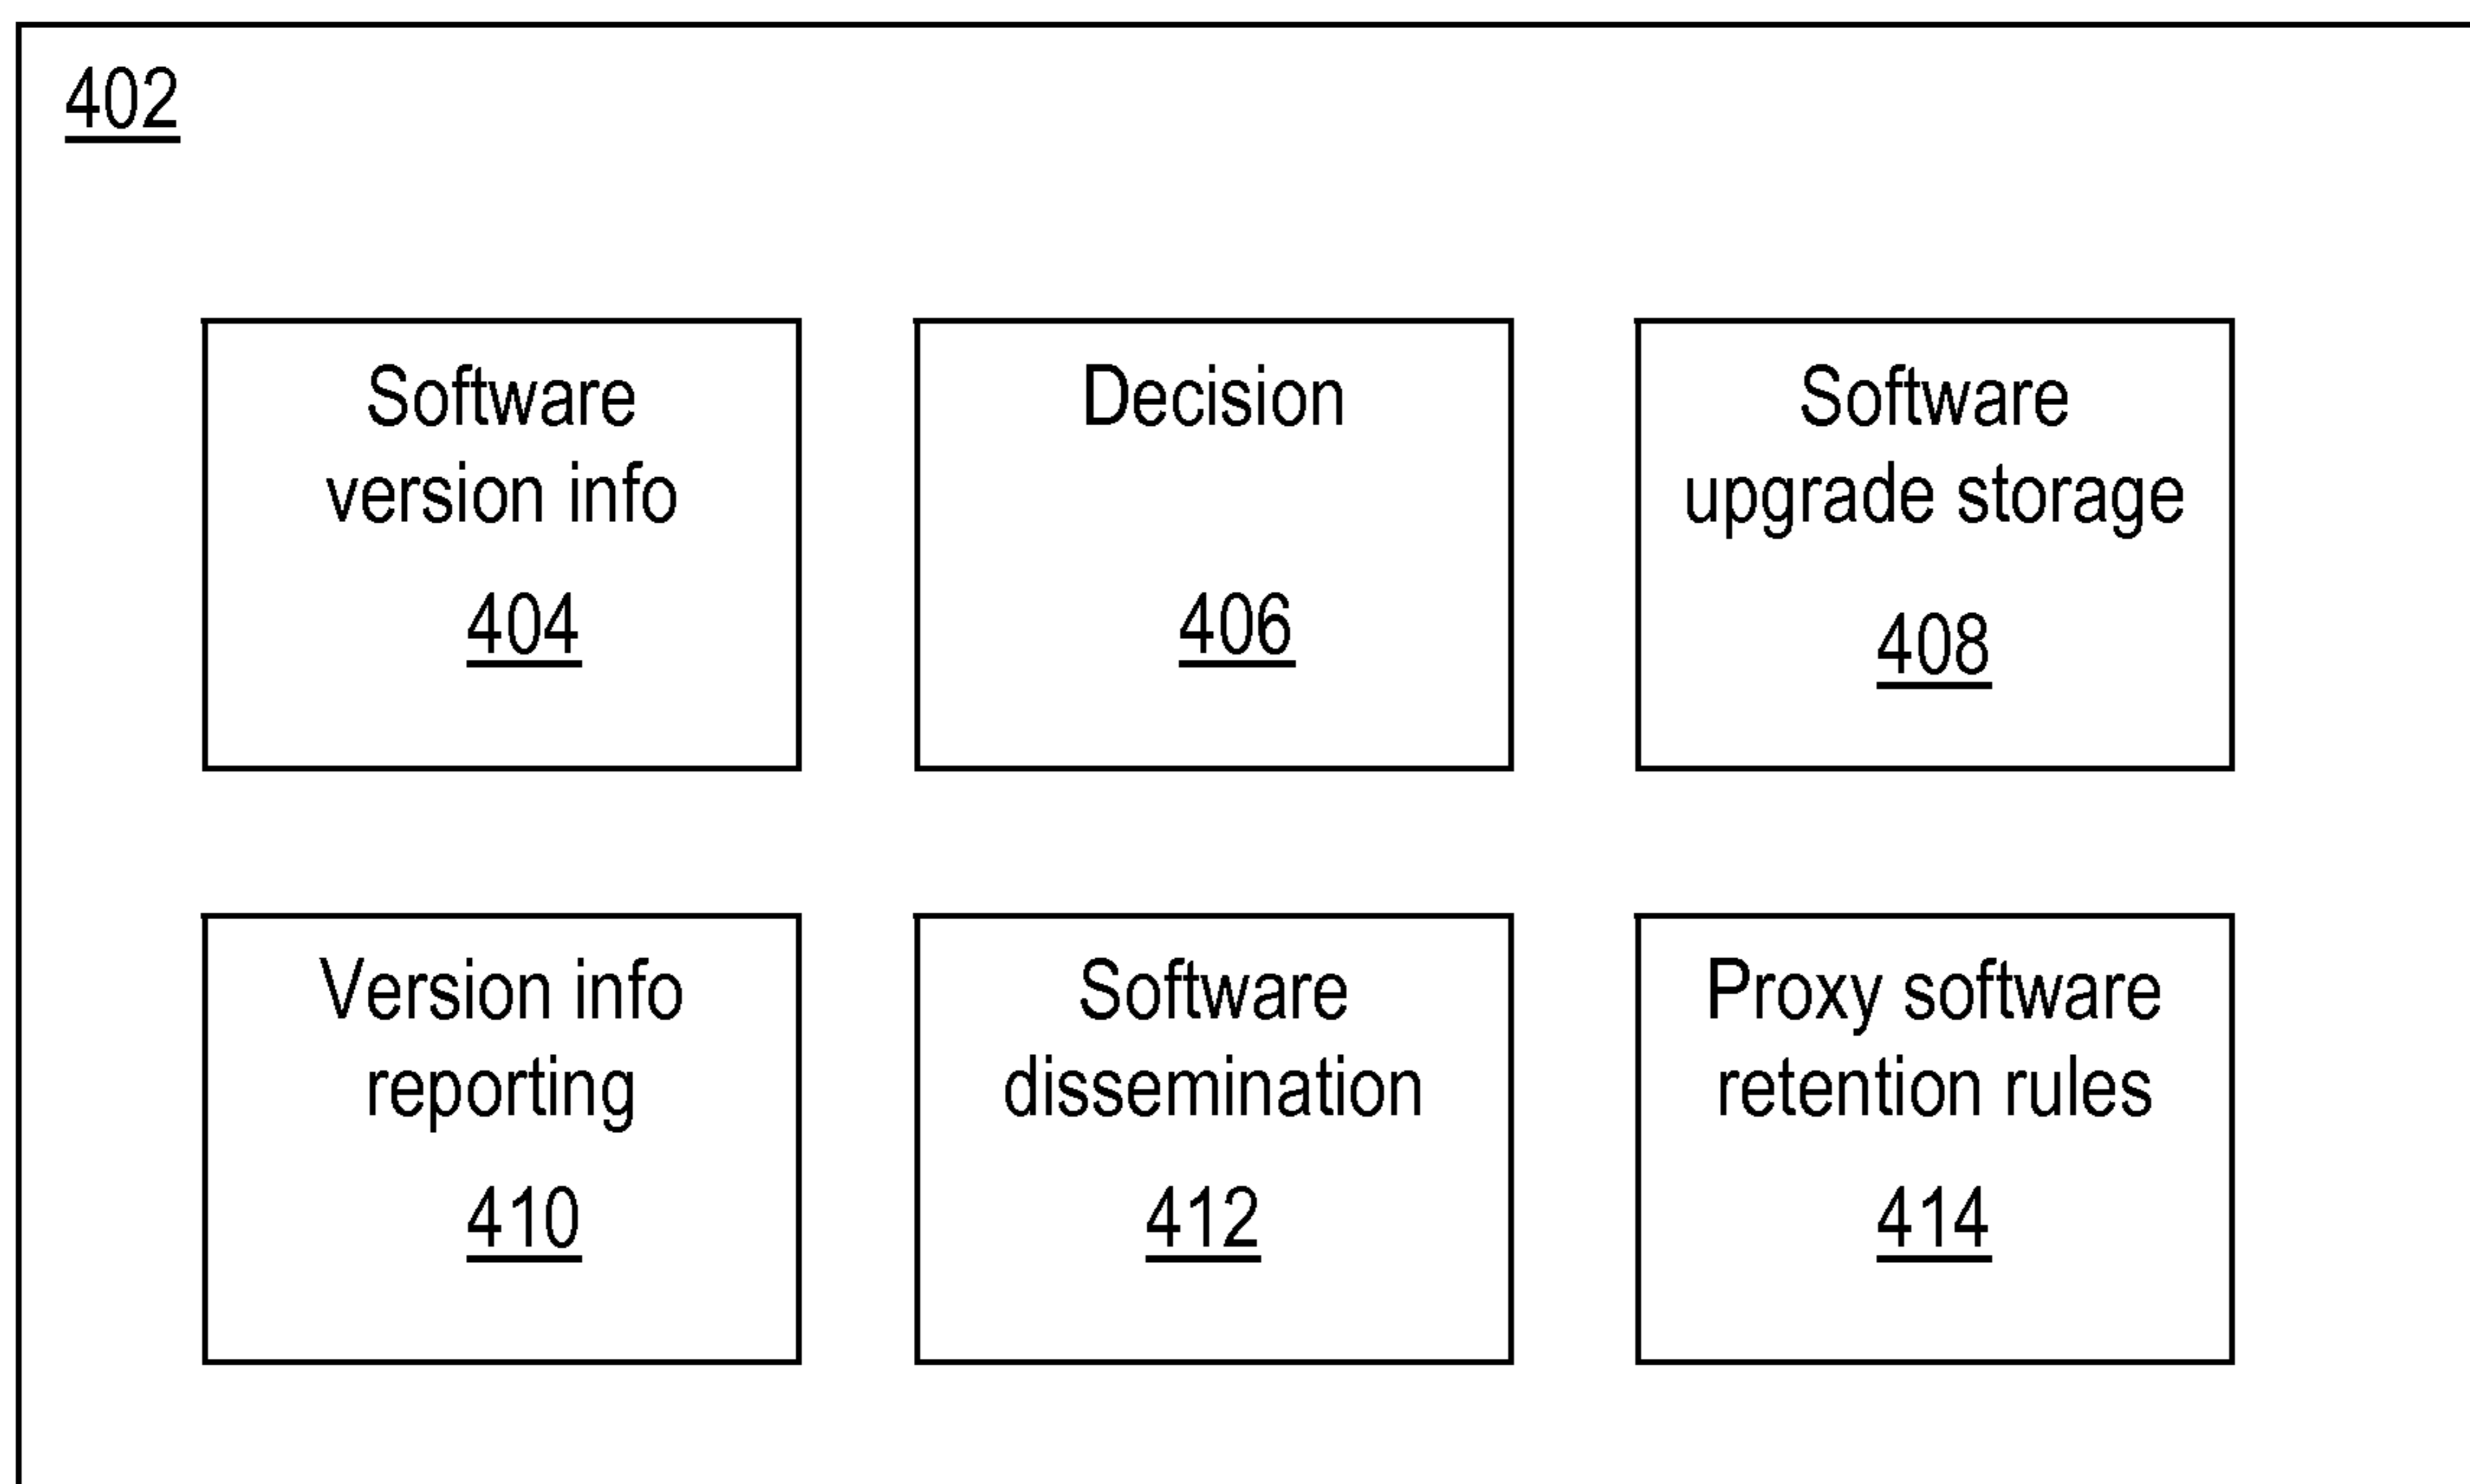 402
Software
version info
404
Decision
406
Software
upgrade storage
408
Version info
reporting
410
Software
dissemination
412
Proxy software
retention rules
414